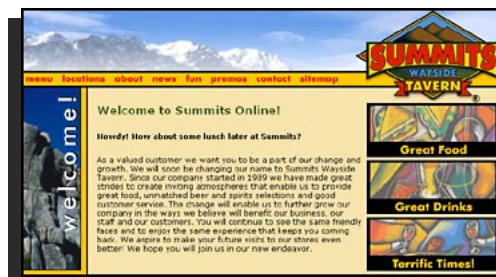 SUMMITS
WAYSIDE
TAVERN
®
menu locations about news fun promos contact sitemap
welcome!
Welcome to Summits Online!
Howdy! How about some lunch later at Summits?
As a valued customer we want you to be a part of our change and
growth. We will soon be changing our name to Summits Wayside
Tavern. Since our company started in 1989 we have made great
strides to create inviting atmospheres that enable us to provide
great food, unmatched beer and spirits selections and good
customer service. The change will enable us to further grow our
company in the ways we believe will benefit our business, our
staff and our customers. You will continue to see the same friendly
faces and to enjoy the same experience that keeps you coming
back. We aspire to make your future visits to our stores even
better! We hope you will join us in our new endeavor.
Great Food
Great Drinks
Terrific Times!